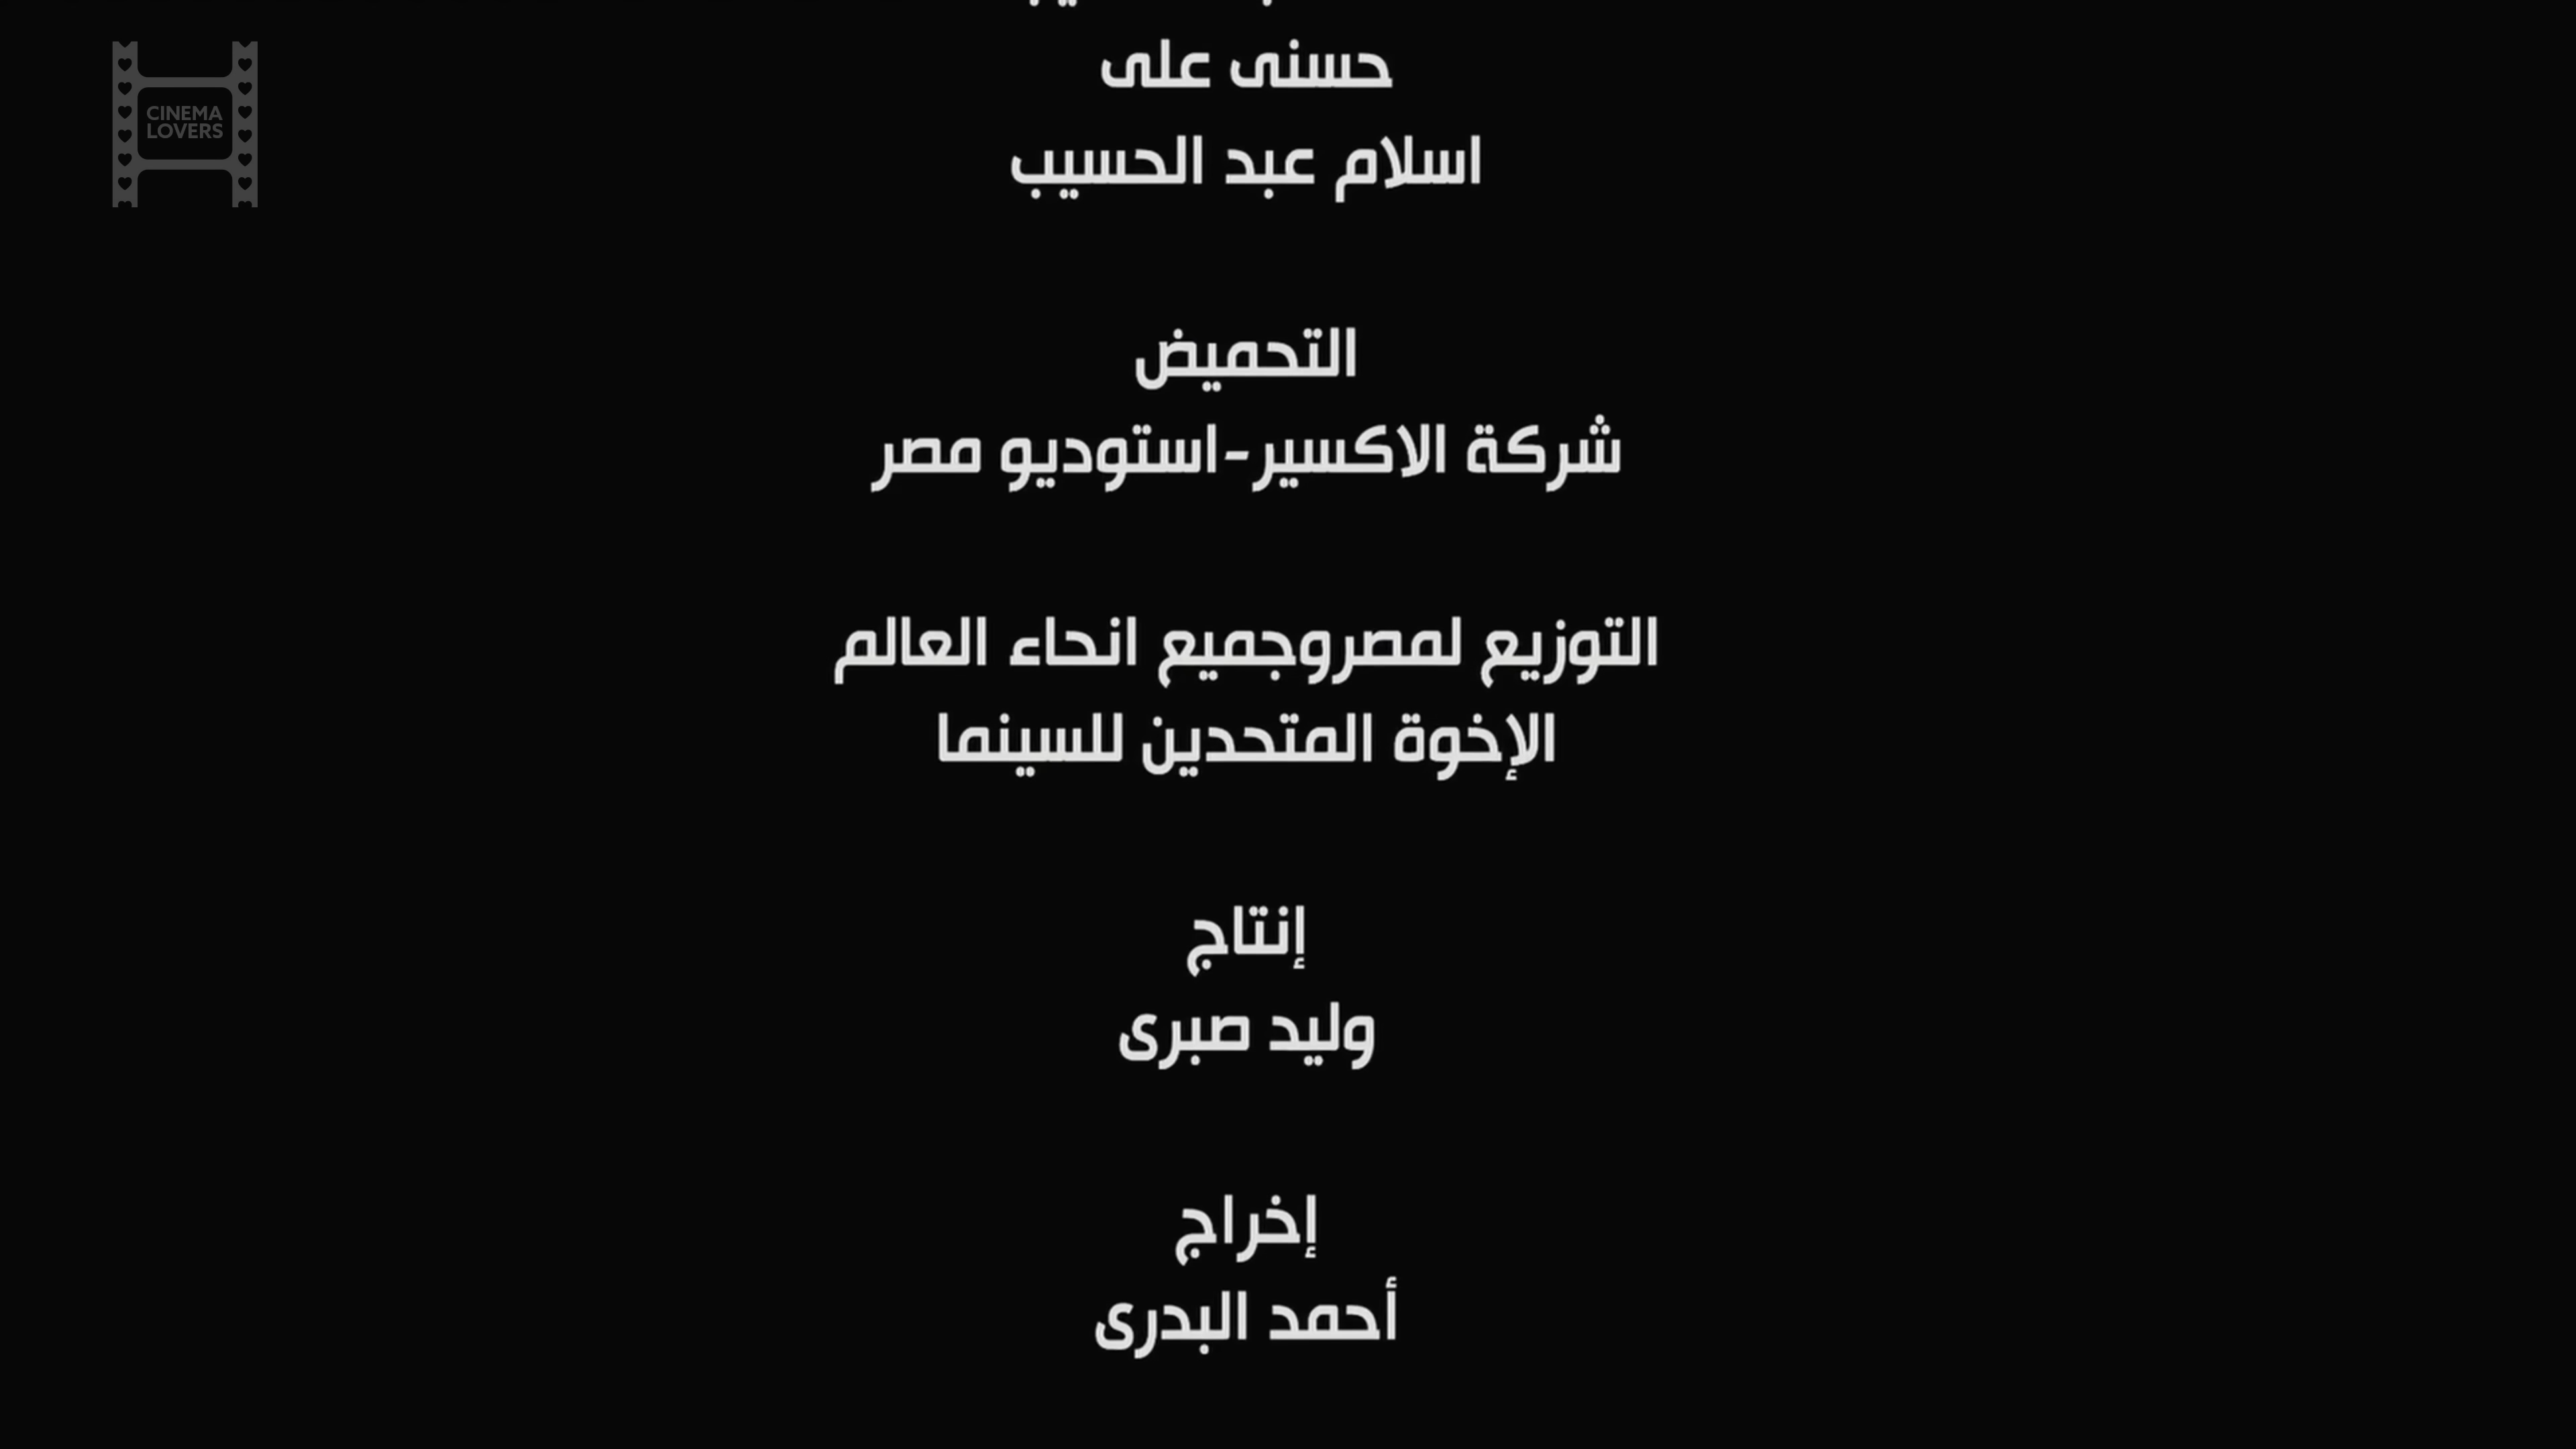 CINEMA
LOVERS
حسنى على
اسلام عبد الحسيب
التحميض
شركة الاكسير-استوديو مصر
التوزيع لمصروجميع انحاء العالم
الإخوة المتحدين للسينما
إنتاج
وليد صبرى
إخراج
أحمد البدرى